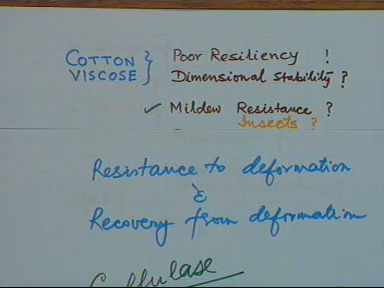 COTTON } Poor Resiliency !
VISCOSE } Dimensional Stability ?
✓ Mildew Resistance ?
Insects ?
Resistance to deformation
&
Recovery from deformation
Cellulase